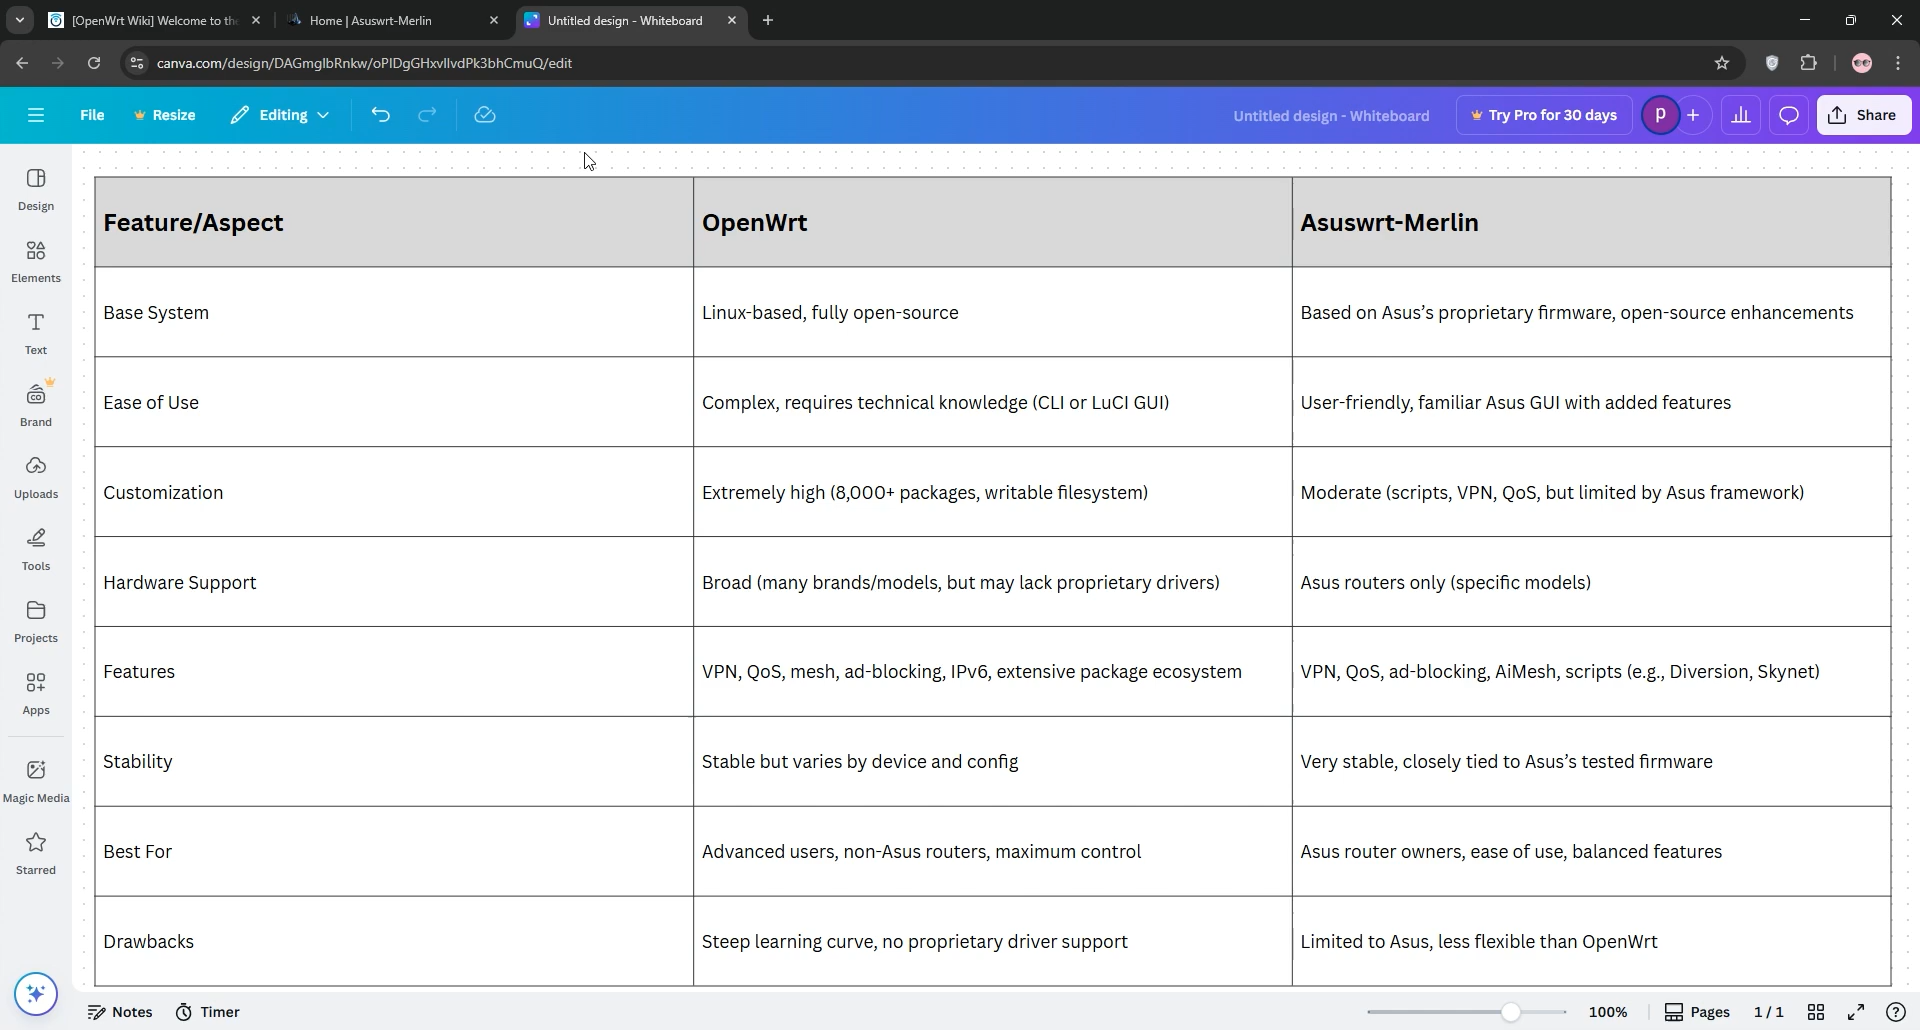 [OpenWrt Wiki] Welcome to the
Home | Asuswrt-Merlin
Untitled design - Whiteboard
canva.com/design/DAGmglbRnkw/oPIDgGHxvllvdPk3bhCmuQ/edit
File
Resize
Editing
Untitled design - Whiteboard
Try Pro for 30 days
P
Share
Design
Elements
Text
Brand
Uploads
Tools
Projects
Apps
Magic Media
Starred
Feature/Aspect OpenWrt Asuswrt-Merlin
Base System Linux-based, fully open-source Based on Asus’s proprietary firmware, open-source enhancements
Ease of Use Complex, requires technical knowledge (CLI or LuCI GUI) User-friendly, familiar Asus GUI with added features
Customization Extremely high (8,000+ packages, writable filesystem) Moderate (scripts, VPN, QoS, but limited by Asus framework)
Hardware Support Broad (many brands/models, but may lack proprietary drivers) Asus routers only (specific models)
Features VPN, QoS, mesh, ad-blocking, IPv6, extensive package ecosystem VPN, QoS, ad-blocking, AiMesh, scripts (e.g., Diversion, Skynet)
Stability Stable but varies by device and config Very stable, closely tied to Asus’s tested firmware
Best For Advanced users, non-Asus routers, maximum control Asus router owners, ease of use, balanced features
Drawbacks Steep learning curve, no proprietary driver support Limited to Asus, less flexible than OpenWrt
Notes
Timer
100%
Pages
1 / 1